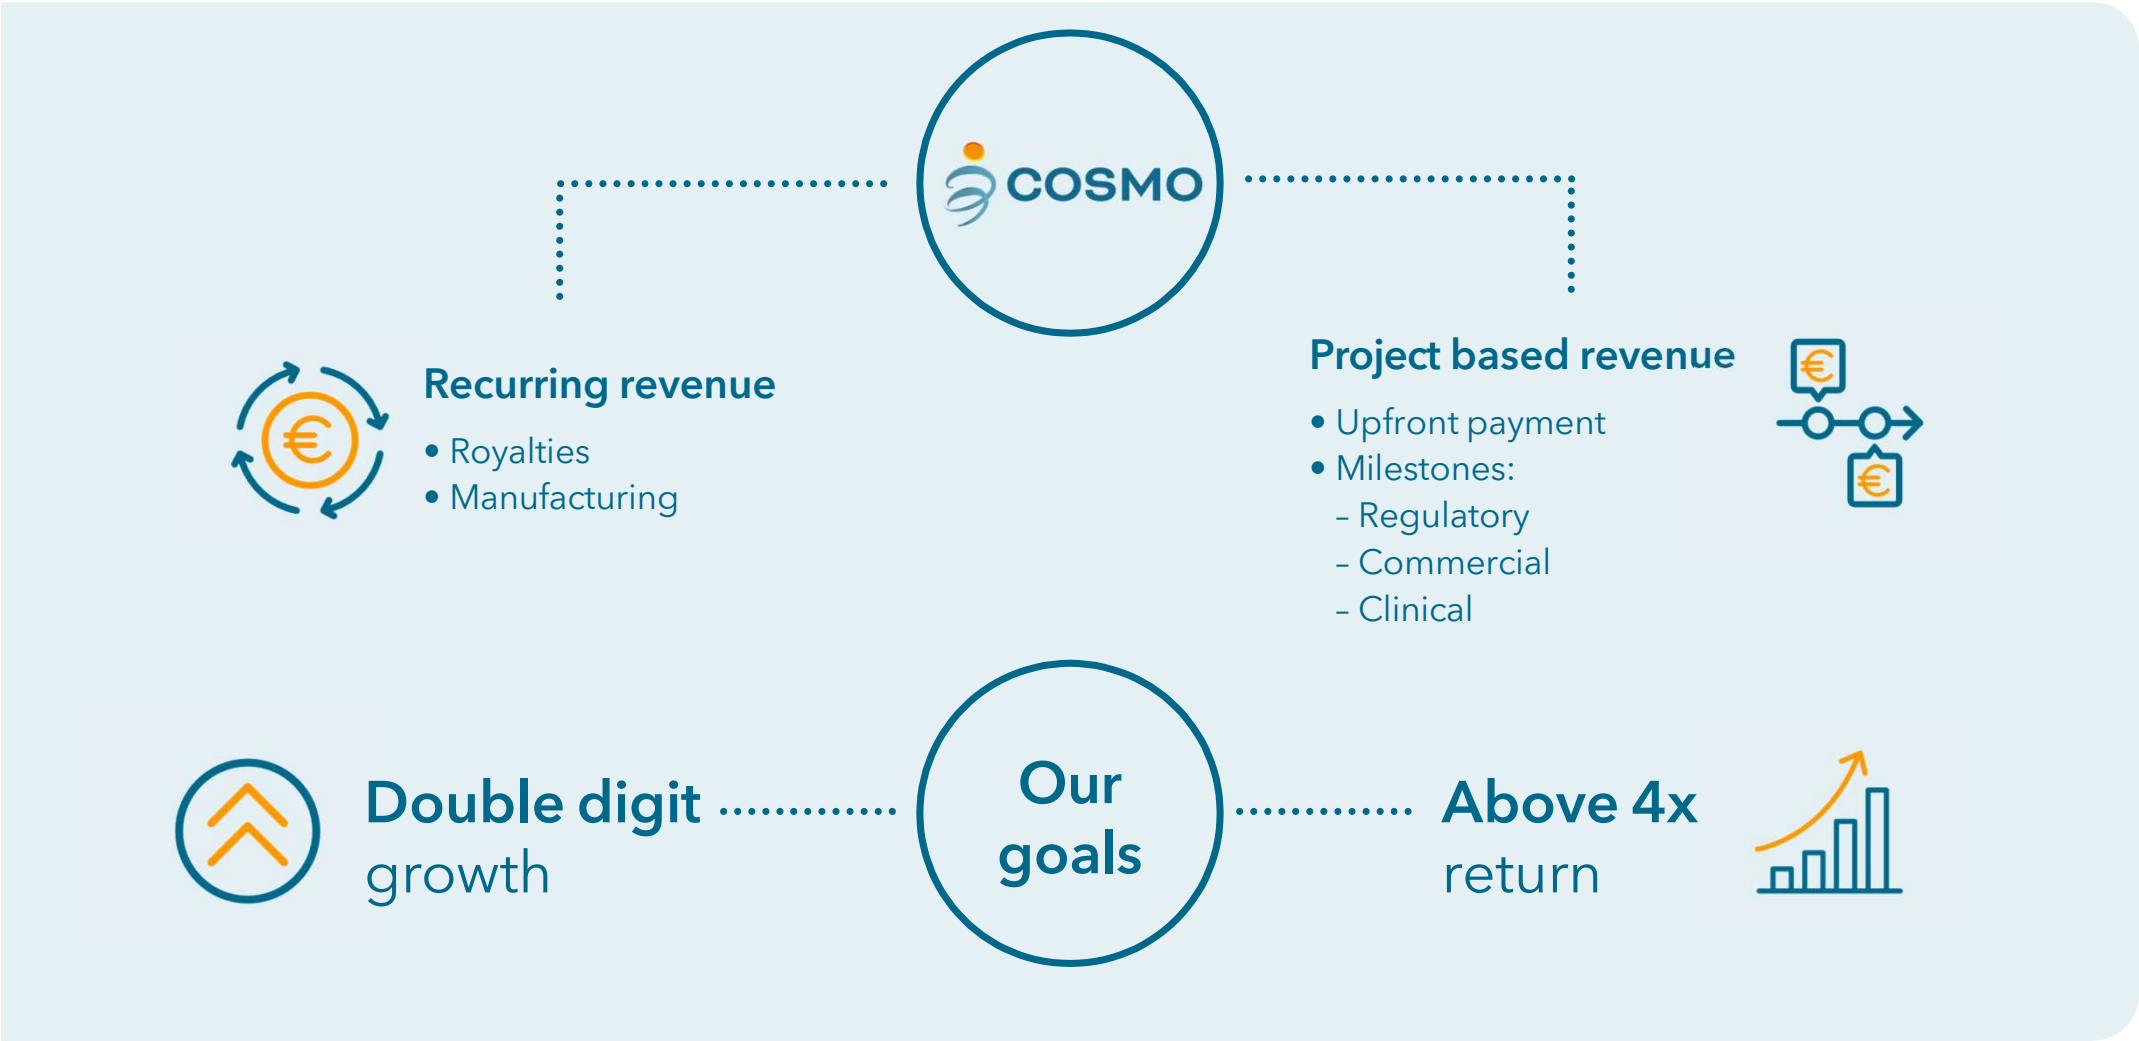 COSMO
Recurring revenue
• Royalties
• Manufacturing
Project based revenue
• Upfront payment
• Milestones:
– Regulatory
– Commercial
– Clinical
Double digit
growth
Our
goals
Above 4x
return